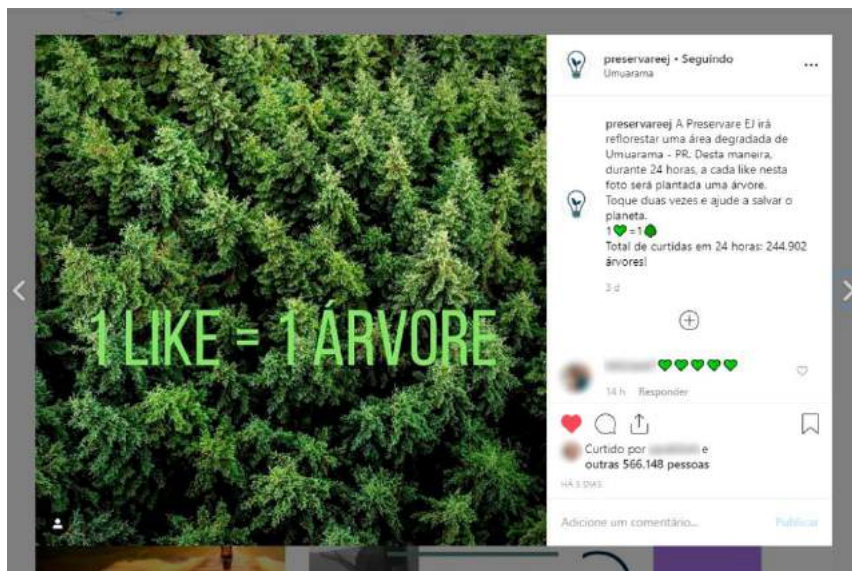 preservareej • Seguindo
Umuarama
preservareej A Preservare EJ irá
reflorestar uma área degradada de
Umuarama - PR. Desta maneira,
durante 24 horas, a cada like nesta
foto será plantada uma árvore.
Toque duas vezes e ajude a salvar o
planeta.
1💚=1🌳
Total de curtidas em 24 horas: 244.902
árvores!
3 d
1 LIKE = 1 ÁRVORE
💚💚💚💚💚
14 h Responder
Curtido por e
outras 566.148 pessoas
HÁ 3 DIAS
Adicione um comentário...
Publicar